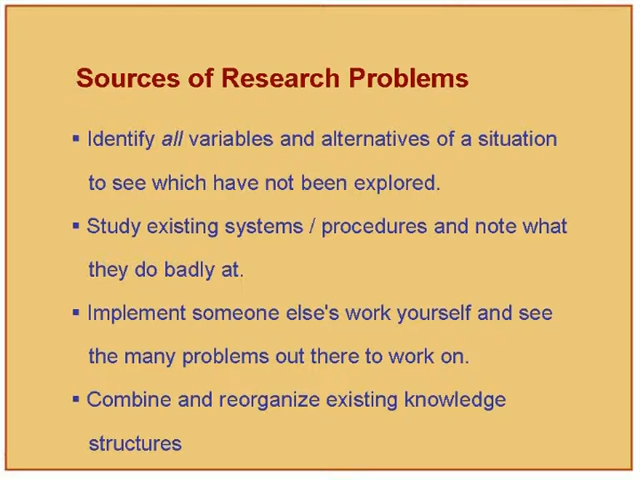 Sources of Research Problems
▪ Identify all variables and alternatives of a situation
to see which have not been explored.
▪ Study existing systems / procedures and note what
they do badly at.
▪ Implement someone else's work yourself and see
the many problems out there to work on.
▪ Combine and reorganize existing knowledge
structures